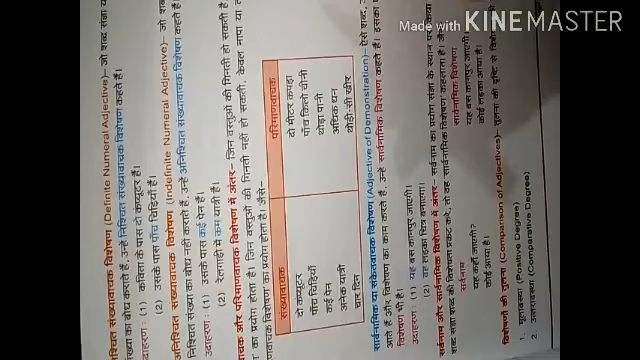 Made with KINEMASTER
निश्चित संख्यावाचक विशेषण (Definite Numeral Adjective)– जो शब्द संज्ञा
संख्या का बोध कराते हैं, उन्हें निश्चित संख्यावाचक विशेषण कहते हैं।
उदाहरण : (1) कविता के पास दो कंप्यूटर हैं।
(2) उसके पास पाँच चिड़ियाँ हैं।
अनिश्चित संख्यावाचक विशेषण (Indefinite Numeral Adjective)– जो शब्द
निश्चित संख्या का बोध नहीं कराते हैं, उन्हें अनिश्चित संख्यावाचक विशेषण कहते हैं।
उदाहरण : (1) उसके पास कई पेन हैं।
(2) रेलगाड़ी में कम यात्री हैं।
और परिमाणवाचक विशेषण में अंतर– जिन वस्तुओं की गिनती हो सकती है
का प्रयोग होता है। जिन वस्तुओं की गिनती नहीं हो सकती, केवल नापा या
विशेषण का प्रयोग होता है। जैसे–
संख्यावाचक परिमाणवाचक
दो कंप्यूटर दो मीटर कपड़ा
पाँच चिड़ियाँ पाँच किलो चीनी
कई पेन थोड़ा पानी
अनेक यात्री अधिक धन
चार दिन थोड़ी सी खीर
सार्वनामिक या संकेतवाचक विशेषण (Adjective of Demonstration)– ऐसे शब्द,
आते हैं और विशेषण का काम करते हैं, उन्हें सार्वनामिक विशेषण कहते हैं। इसका
विशेषण भी है।
उदाहरण : (1) यह बस कानपुर जाएगी।
(2) वह लड़का चित्र बनाएगा।
सर्वनाम और सार्वनामिक विशेषण में अंतर– सर्वनाम का प्रयोग संज्ञा के स्थान पर किया
शब्द संज्ञा शब्द की विशेषता प्रकट करे, तो वह सार्वनामिक विशेषण कहलाता है।
सर्वनाम सार्वनामिक विशेषण
यह कहाँ जाएगी? यह बस कानपुर जाएगी।
कोई आया है। कोई लड़का आया है।
विशेषणों की तुलना (Comparison of Adjectives)– तुलना की दृष्टि से
1. मूलावस्था (Positive Degree)
2. उत्तरावस्था (Comparative Degree)